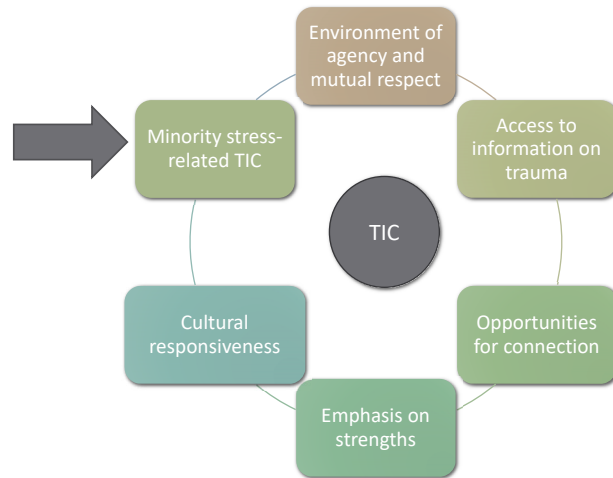 Environment of
agency and
mutual respect
Access to
information on
trauma
Opportunities
for connection
Emphasis on
strengths
Cultural
responsiveness
Minority stress-
related TIC
TIC